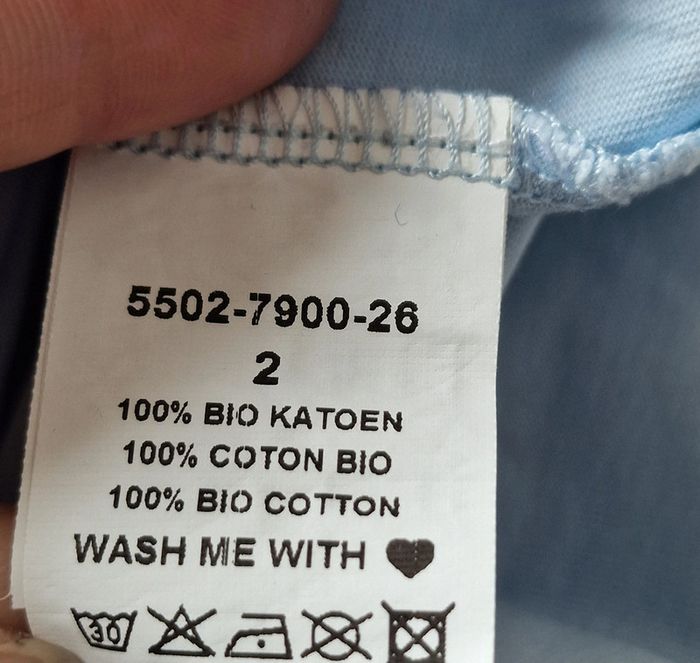 5502-7900-26
2
100% BIO KATOEN
100% COTON BIO
100% BIO COTTON
WASH ME WITH
30